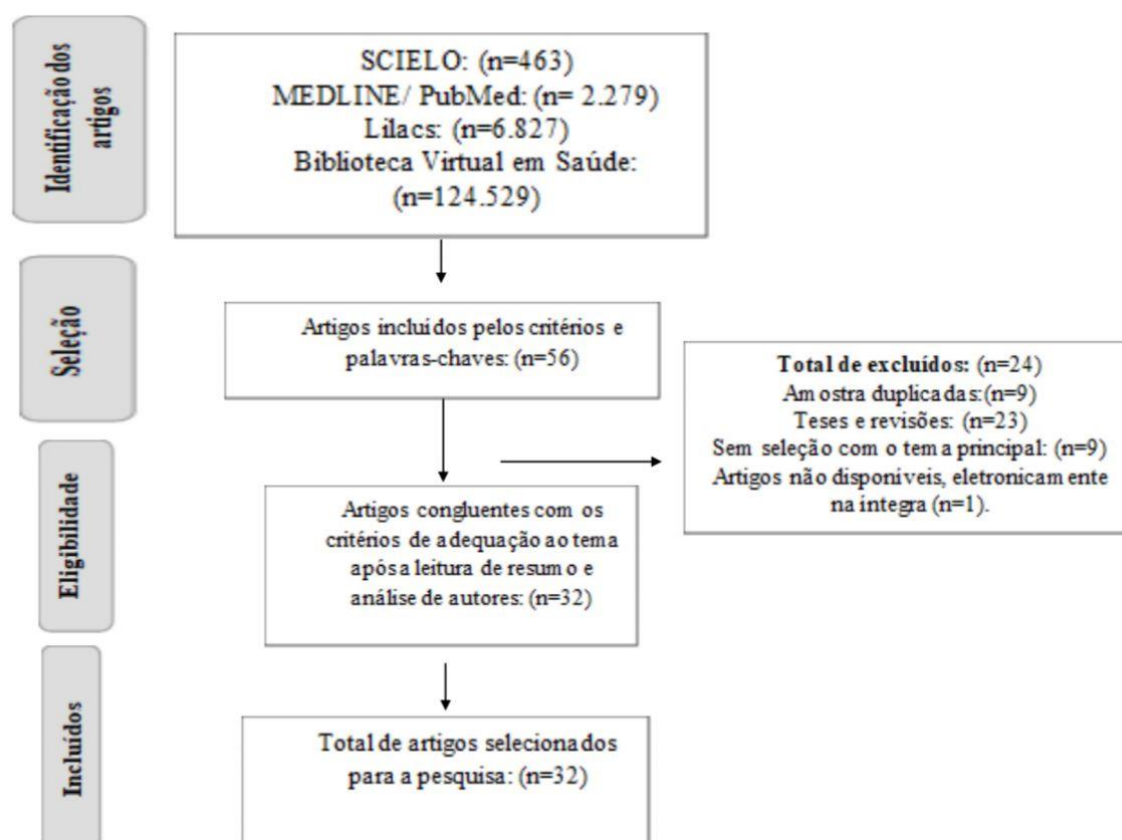 Identificação dos
artigos
SCIELO: (n=463)
MEDLINE/ PubMed: (n= 2.279)
Lilacs: (n=6.827)
Biblioteca Virtual em Saúde:
(n=124.529)
Seleção
Artigos incluídos pelos critérios e
palavras-chaves: (n=56)
Total de excluídos: (n=24)
Amostra duplicadas:(n=9)
Teses e revisões: (n=23)
Sem seleção com o tema principal: (n=9)
Artigos não disponíveis, eletronicamente
na íntegra (n=1).
Eligibilidade
Artigos congluentes com os
critérios de adequação ao tema
após a leitura de resumo e
análise de autores: (n=32)
Incluídos
Total de artigos selecionados
para a pesquisa: (n=32)